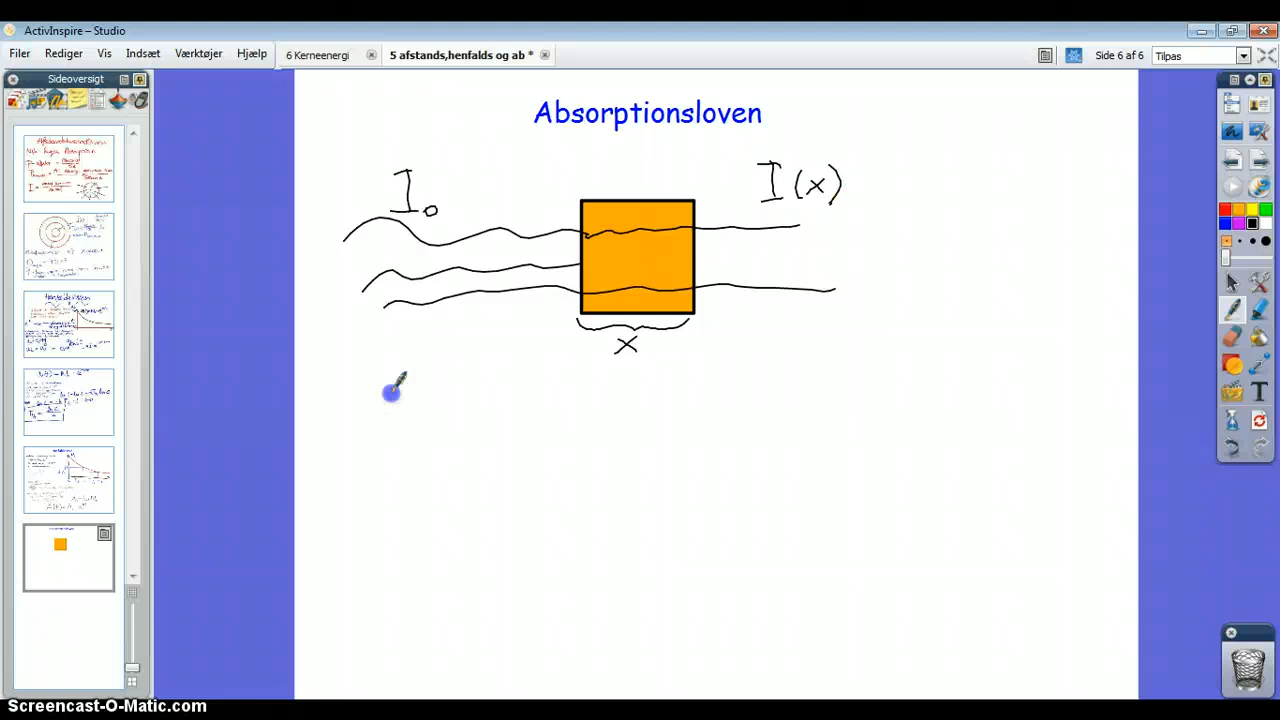 ActivInspire – Studio
Filer Rediger Vis Indsæt Værktøjer Hjælp
6 Kerneenergi
5 afstands,henfalds og ab *
Side 6 af 6
Tilpas
Sideoversigt
Absorptionsloven
I₀
I(x)
x
Screencast-O-Matic.com